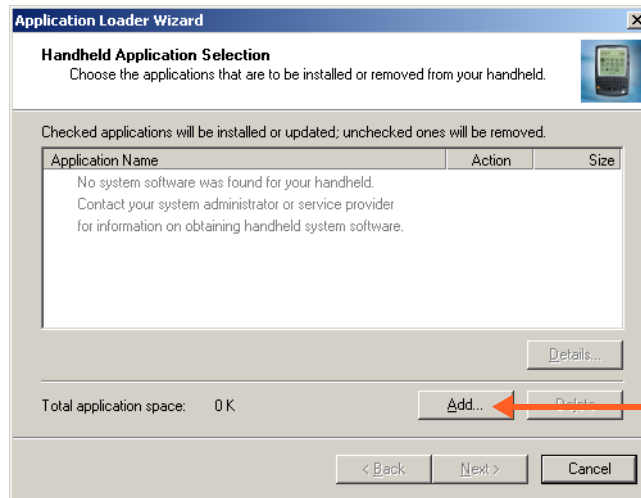 Application Loader Wizard
Handheld Application Selection
Choose the applications that are to be installed or removed from your handheld.
Checked applications will be installed or updated; unchecked ones will be removed.
Application Name Action Size
No system software was found for your handheld.
Contact your system administrator or service provider
for information on obtaining handheld system software.
Details...
Total application space: 0 K Add... Delete
< Back Next > Cancel